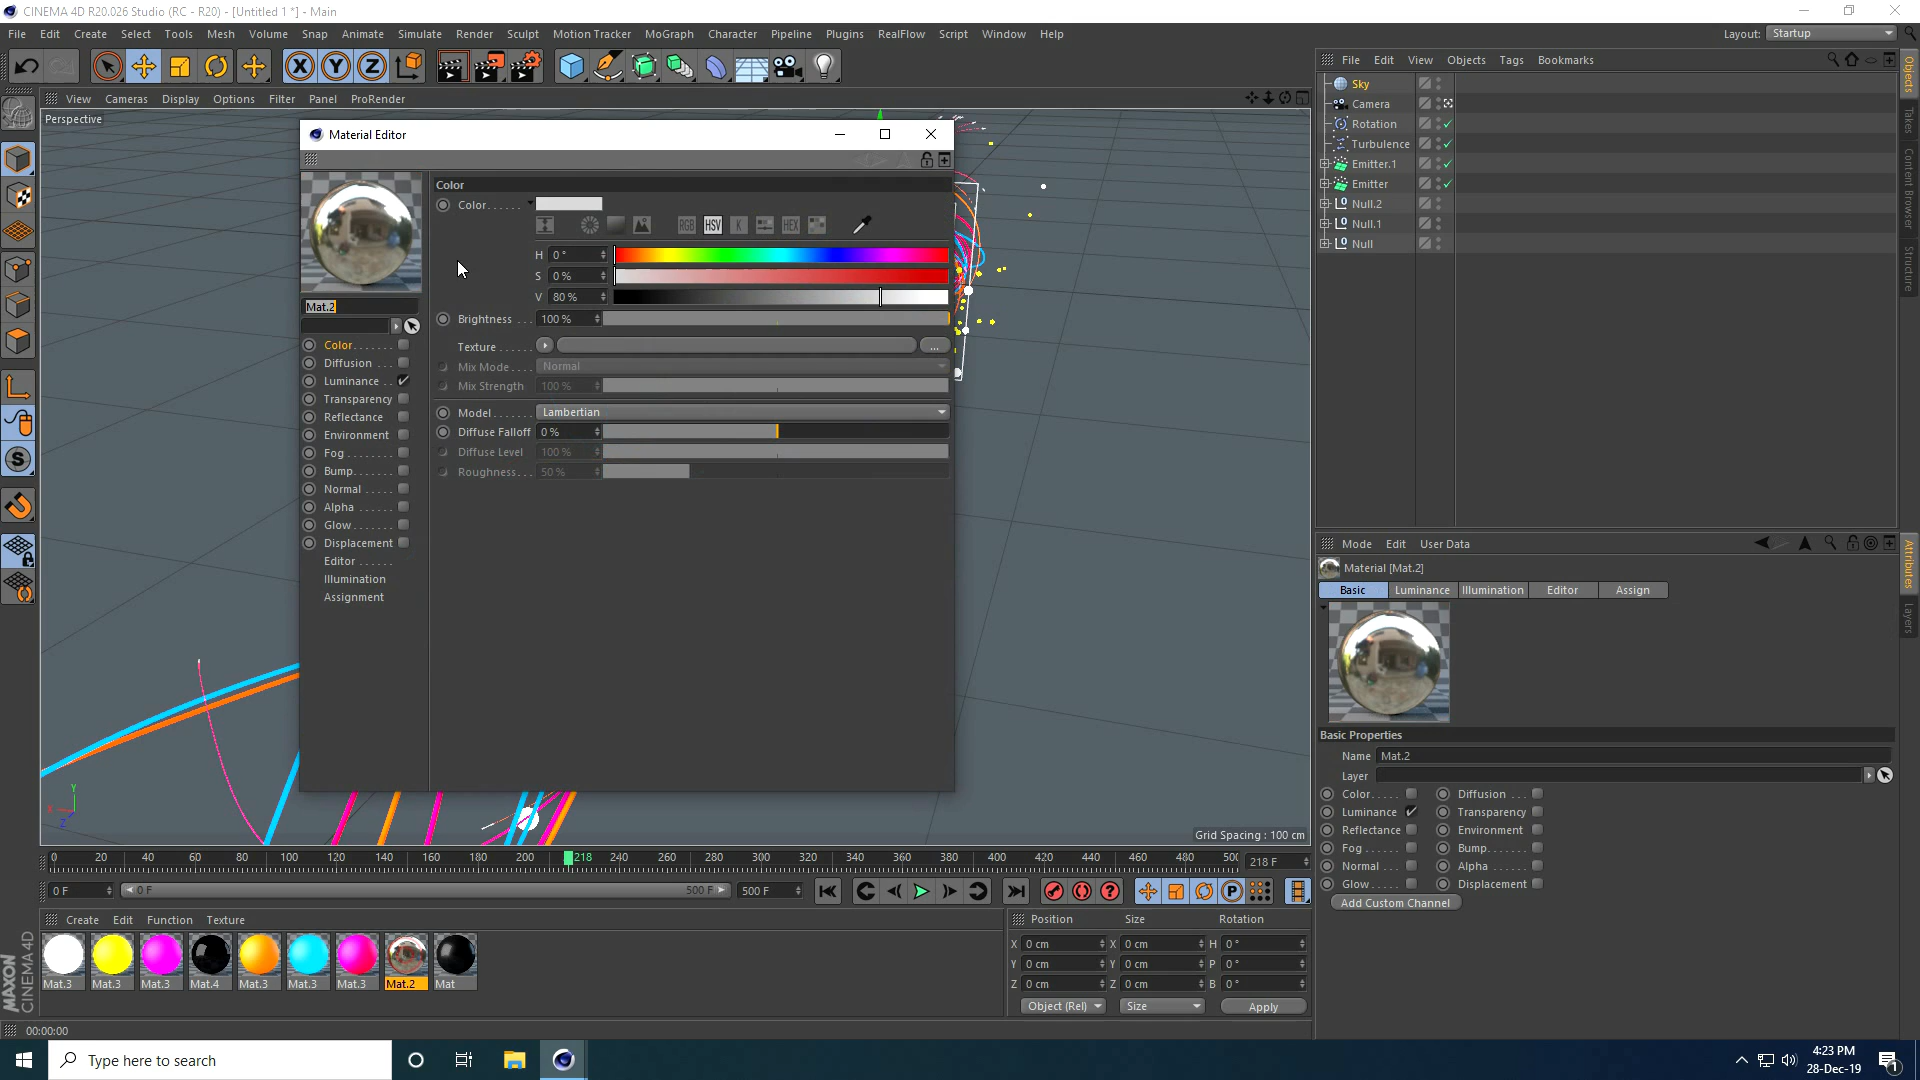 CINEMA 4D R20.026 Studio (RC - R20) - [Untitled 1 *] - Main
File Edit Create Select Tools Mesh Volume Snap Animate Simulate Render Sculpt Motion Tracker MoGraph Character Pipeline Plugins RealFlow Script Window Help
Layout: Startup
File Edit View Objects Tags Bookmarks
View Cameras Display Options Filter Panel ProRender
Perspective
Material Editor
Color
Color
RGB HSV K HEX
H 0 °
S 0 %
V 80 %
Mat.2
Brightness 100 %
Texture
...
Mix Mode Normal
Mix Strength 100 %
Model Lambertian
Diffuse Falloff 0 %
Diffuse Level 100 %
Roughness 50 %
Color
Diffusion
Luminance
Transparency
Reflectance
Environment
Fog
Bump
Normal
Alpha
Glow
Displacement
Editor
Illumination
Assignment
Sky
Camera
Rotation
Turbulence
Emitter.1
Emitter
Null.2
Null.1
Null
Objects
Takes
Content Browser
Structure
Mode Edit User Data
Material [Mat.2]
Basic Luminance Illumination Editor Assign
Attributes
Layers
Basic Properties
Name Mat.2
Layer
Color Diffusion
Luminance Transparency
Reflectance Environment
Fog Bump
Normal Alpha
Glow Displacement
Add Custom Channel
Y
X
Z
Grid Spacing : 100 cm
0 20 40 60 80 100 120 140 160 180 200 218 240 260 280 300 320 340 360 380 400 420 440 460 480 500 218 F
0 F 0 F 500 F 500 F
Create Edit Function Texture
Mat.3 Mat.3 Mat.3 Mat.4 Mat.3 Mat.3 Mat.3 Mat.2 Mat
MAXON
CINEMA 4D
Position Size Rotation
X 0 cm X 0 cm H 0 °
Y 0 cm Y 0 cm P 0 °
Z 0 cm Z 0 cm B 0 °
Object (Rel) Size Apply
00:00:00
Type here to search
4:23 PM
28-Dec-19
1